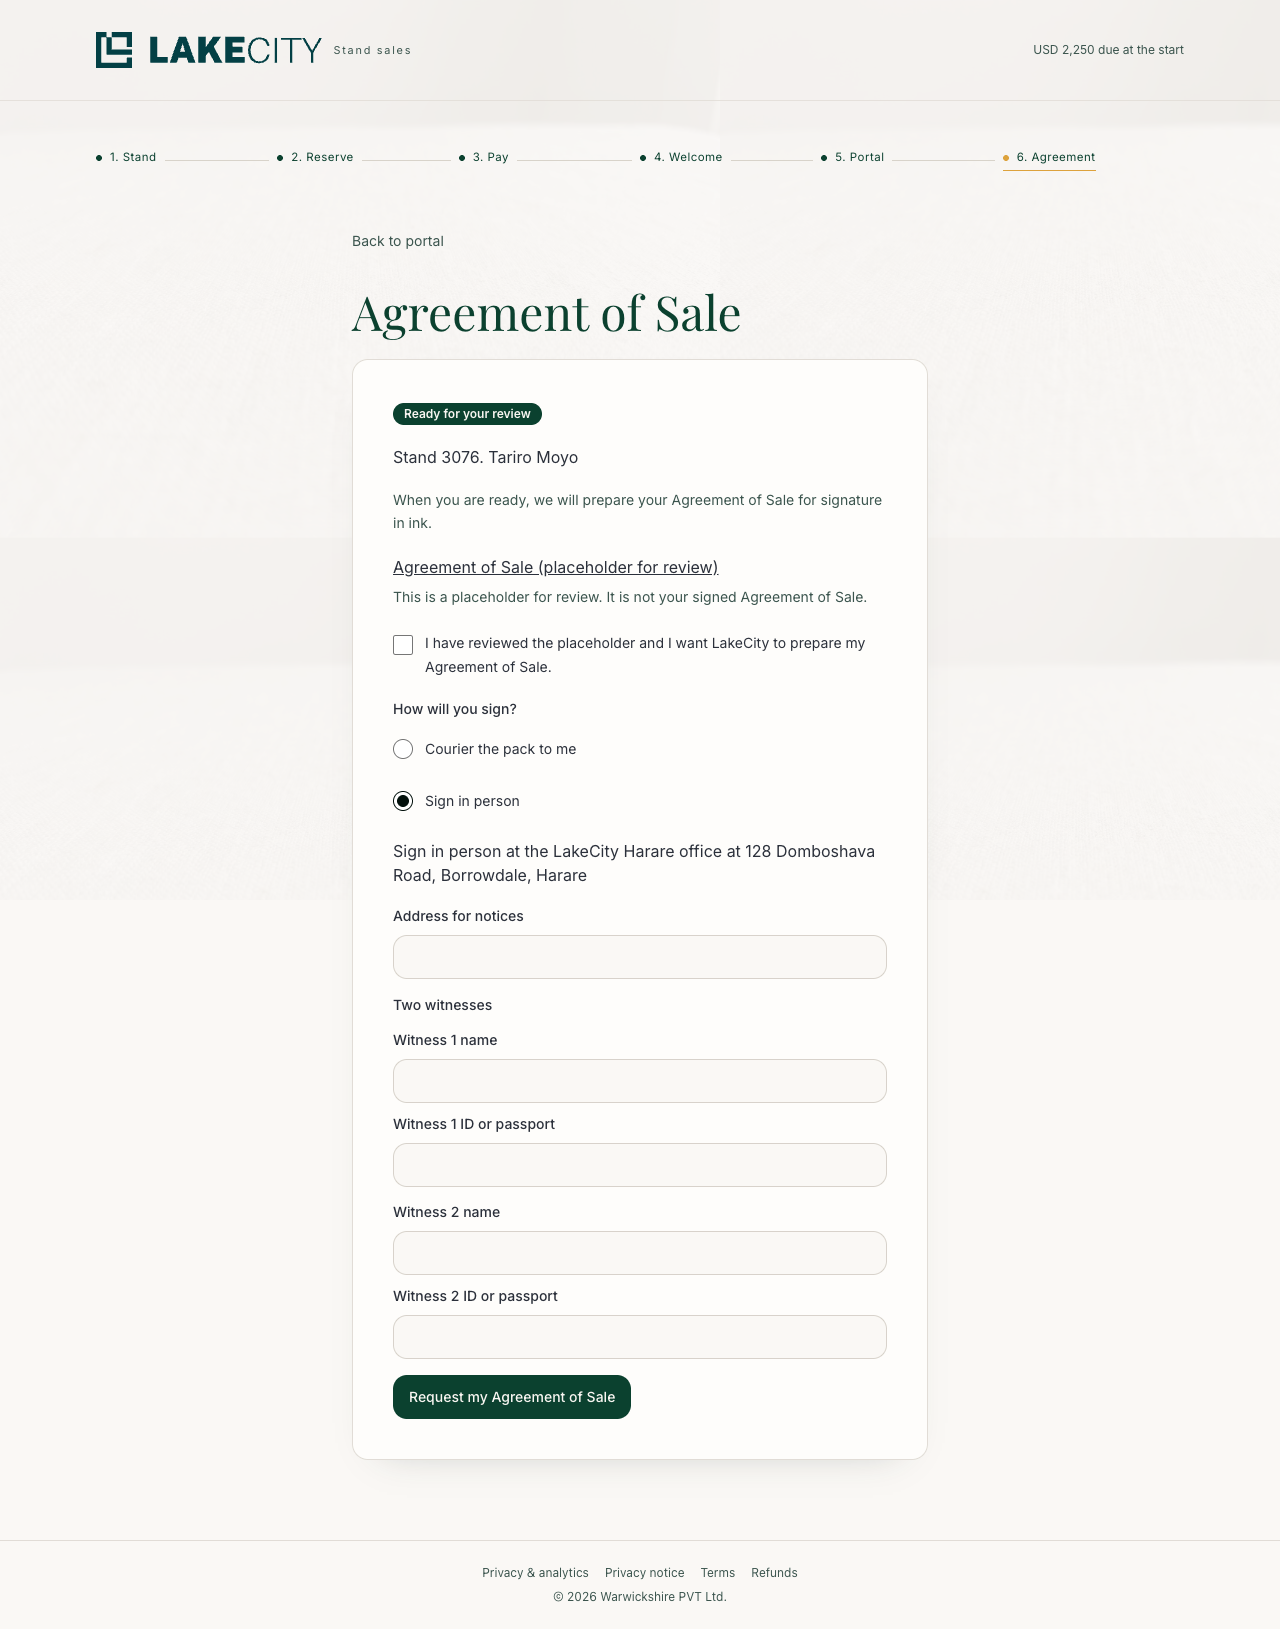 LAKECITY Stand sales
USD 2,250 due at the start
1. Stand
2. Reserve
3. Pay
4. Welcome
5. Portal
6. Agreement
Back to portal
Agreement of Sale
Ready for your review
Stand 3076. Tariro Moyo
When you are ready, we will prepare your Agreement of Sale for signature
in ink.
Agreement of Sale (placeholder for review)
This is a placeholder for review. It is not your signed Agreement of Sale.
I have reviewed the placeholder and I want LakeCity to prepare my
Agreement of Sale.
How will you sign?
Courier the pack to me
Sign in person
Sign in person at the LakeCity Harare office at 128 Domboshava
Road, Borrowdale, Harare
Address for notices
Two witnesses
Witness 1 name
Witness 1 ID or passport
Witness 2 name
Witness 2 ID or passport
Request my Agreement of Sale
Privacy & analytics Privacy notice Terms Refunds
© 2026 Warwickshire PVT Ltd.